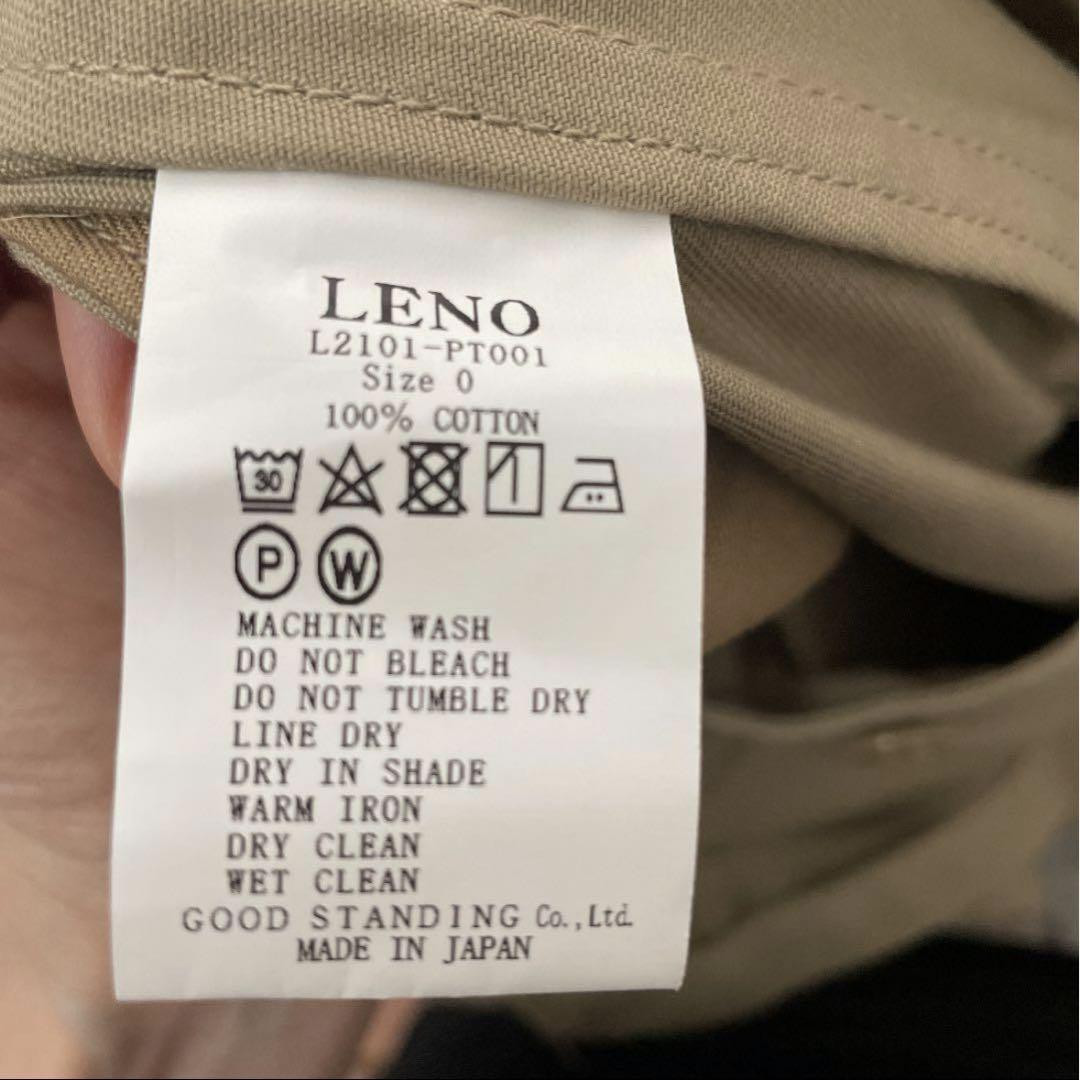 LENO
L2101-PT001
Size 0
100% COTTON
30
P W
MACHINE WASH
DO NOT BLEACH
DO NOT TUMBLE DRY
LINE DRY
DRY IN SHADE
WARM IRON
DRY CLEAN
WET CLEAN
GOOD STANDING Co.,Ltd.
MADE IN JAPAN